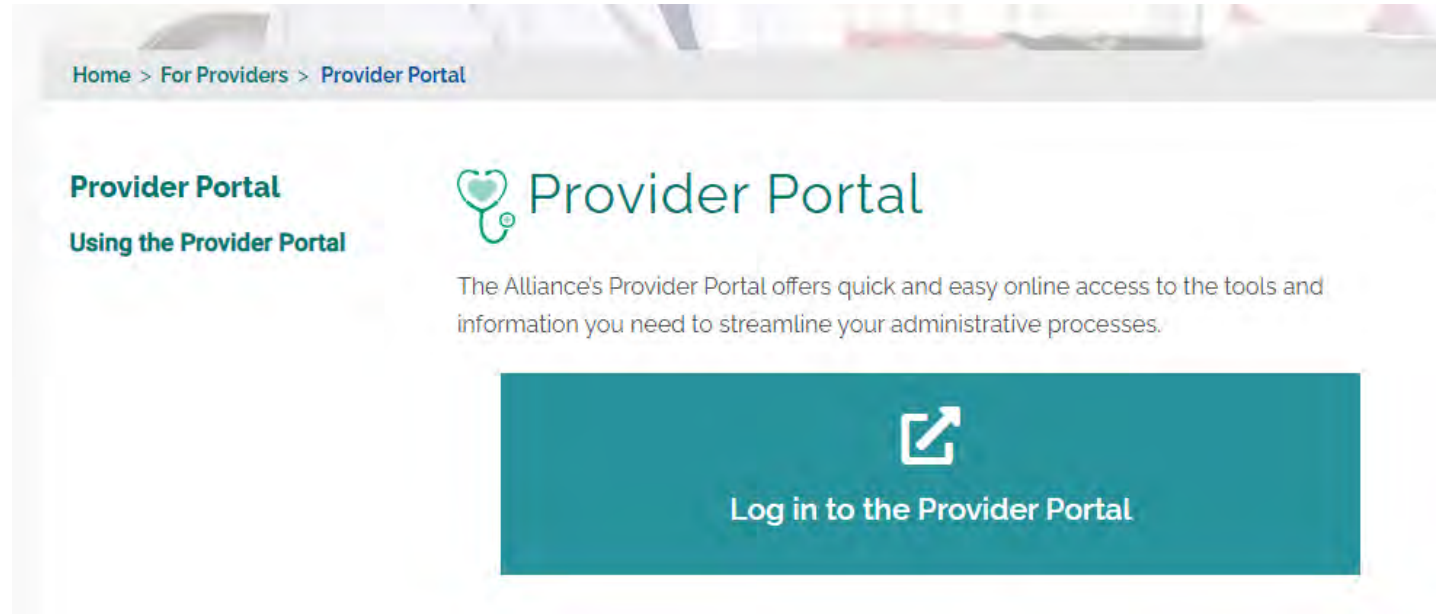 Home > For Providers > Provider Portal
Provider Portal
Using the Provider Portal
Provider Portal
The Alliance's Provider Portal offers quick and easy online access to the tools and
information you need to streamline your administrative processes.
Log in to the Provider Portal